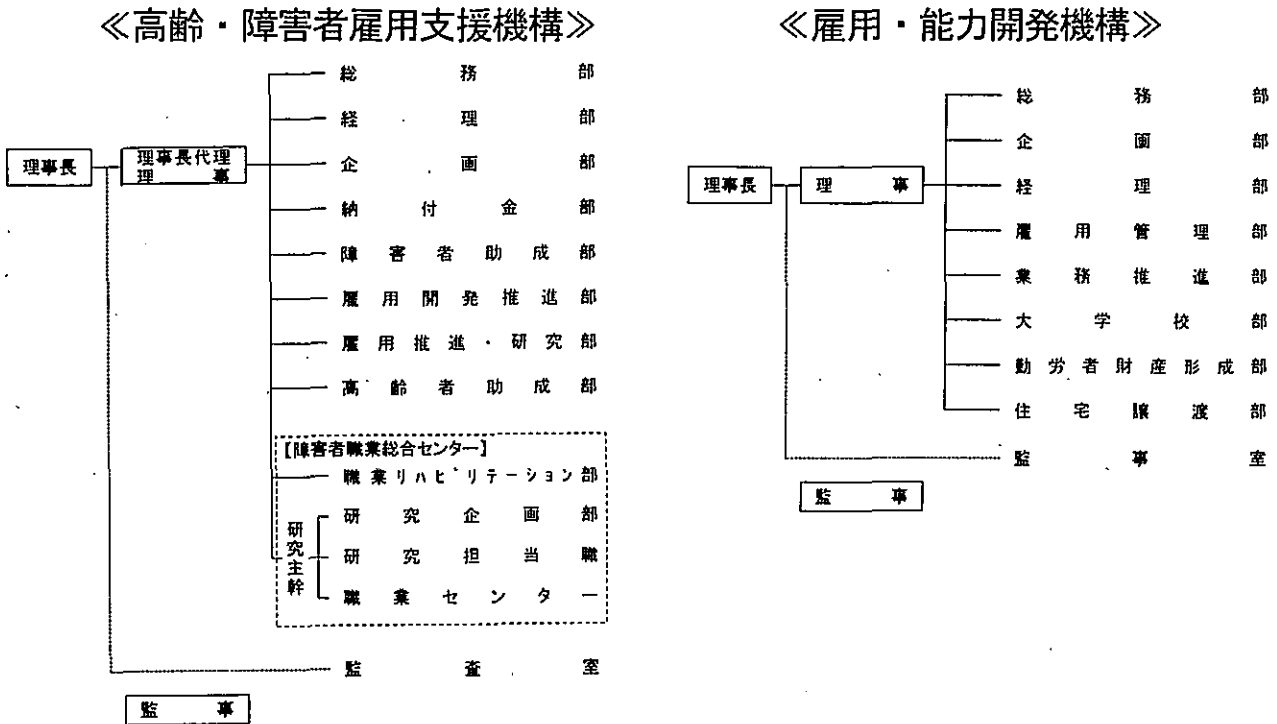 ≪高齢・障害者雇用支援機構≫
理事長
理事長代理
理事
総務部
経理部
企画部
納付金部
障害者助成部
雇用開発推進部
雇用推進・研究部
高齢者助成部
【障害者職業総合センター】
職業リハビリテーション部
研究主幹
研究企画部
研究担当職
職業センター
監査室
監事
≪雇用・能力開発機構≫
理事長
理事
総務部
企画部
経理部
雇用管理部
業務推進部
大学校部
勤労者財産形成部
住宅譲渡部
監事室
監事